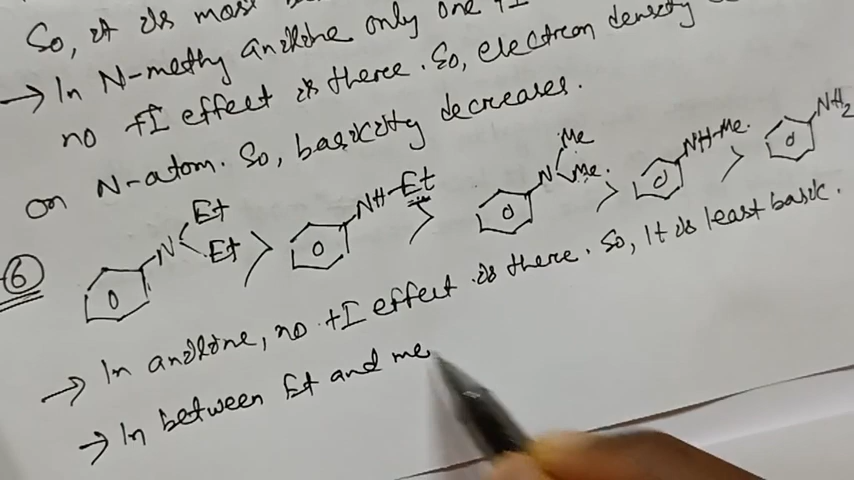 So, it is most
→ In N-methy aniline only one +I
no +I effect is there. So, electron density
on N-atom. So, basicity decreases.
6 N Et Et > NH-Et > N Me Me. > NH-Me. > NH2
→ In aniline, no +I effect is there. So, It is least basic.
→ In between Et and me